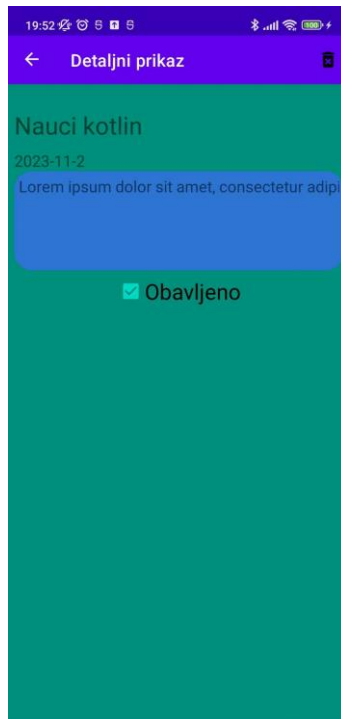 19:52
Detaljni prikaz
Nauci kotlin
2023-11-2
Lorem ipsum dolor sit amet, consectetur adipi
Obavljeno